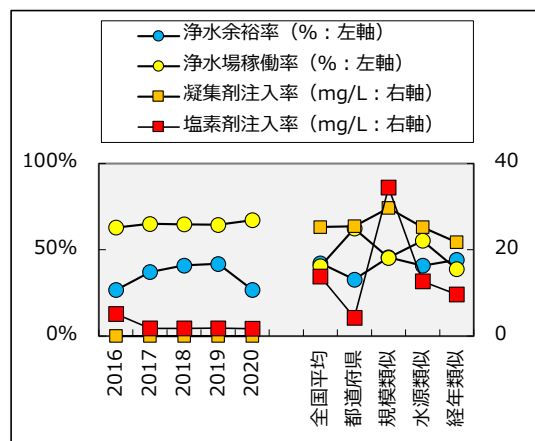 浄水余裕率（%：左軸）
浄水場稼働率（%：左軸）
凝集剤注入率（mg/L：右軸）
塩素剤注入率（mg/L：右軸）
100%
40
50%
20
0%
0
2016
2017
2018
2019
2020
全国平均
都道府県
規模類似
水源類似
経年類似